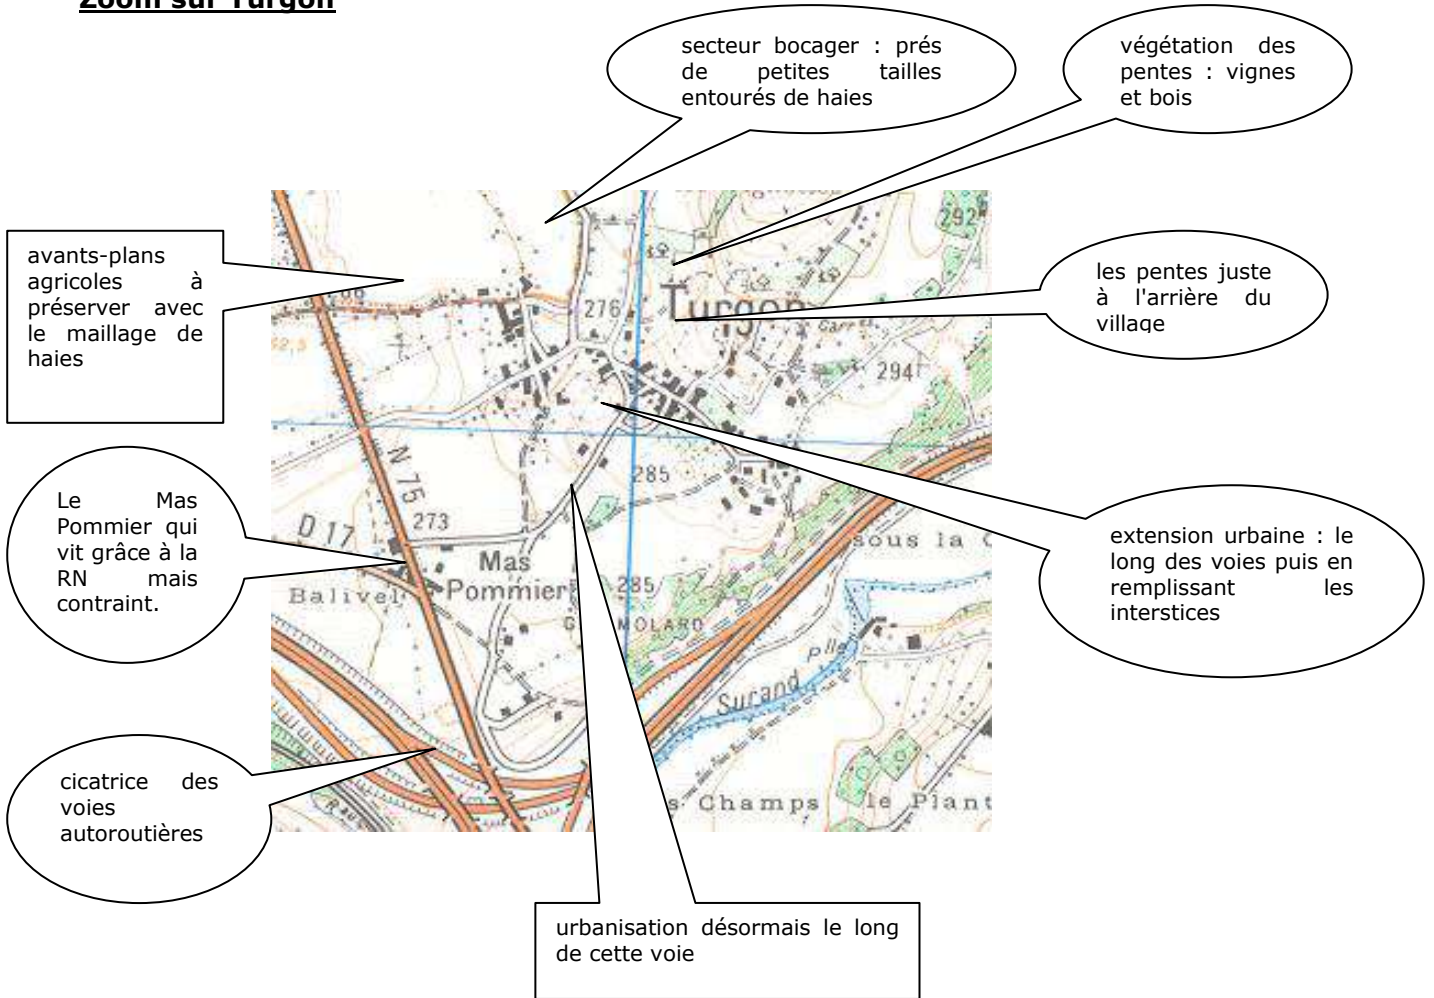 Zoom sur Turgon
secteur bocager : prés
de petites tailles
entourés de haies
végétation des
pentes : vignes
et bois
avants-plans
agricoles à
préserver avec
le maillage de
haies
les pentes juste
à l'arrière du
village
Le Mas
Pommier qui
vit grâce à la
RN mais
contraint.
extension urbaine : le
long des voies puis en
remplissant les
interstices
cicatrice des
voies
autoroutières
urbanisation désormais le long
de cette voie
292
276
Turgon
294
N 75
285
D 17
273
sous la
Mas
Pommier
Balivel
285
MOLARD
Plle
Surand
Champs
le Plant